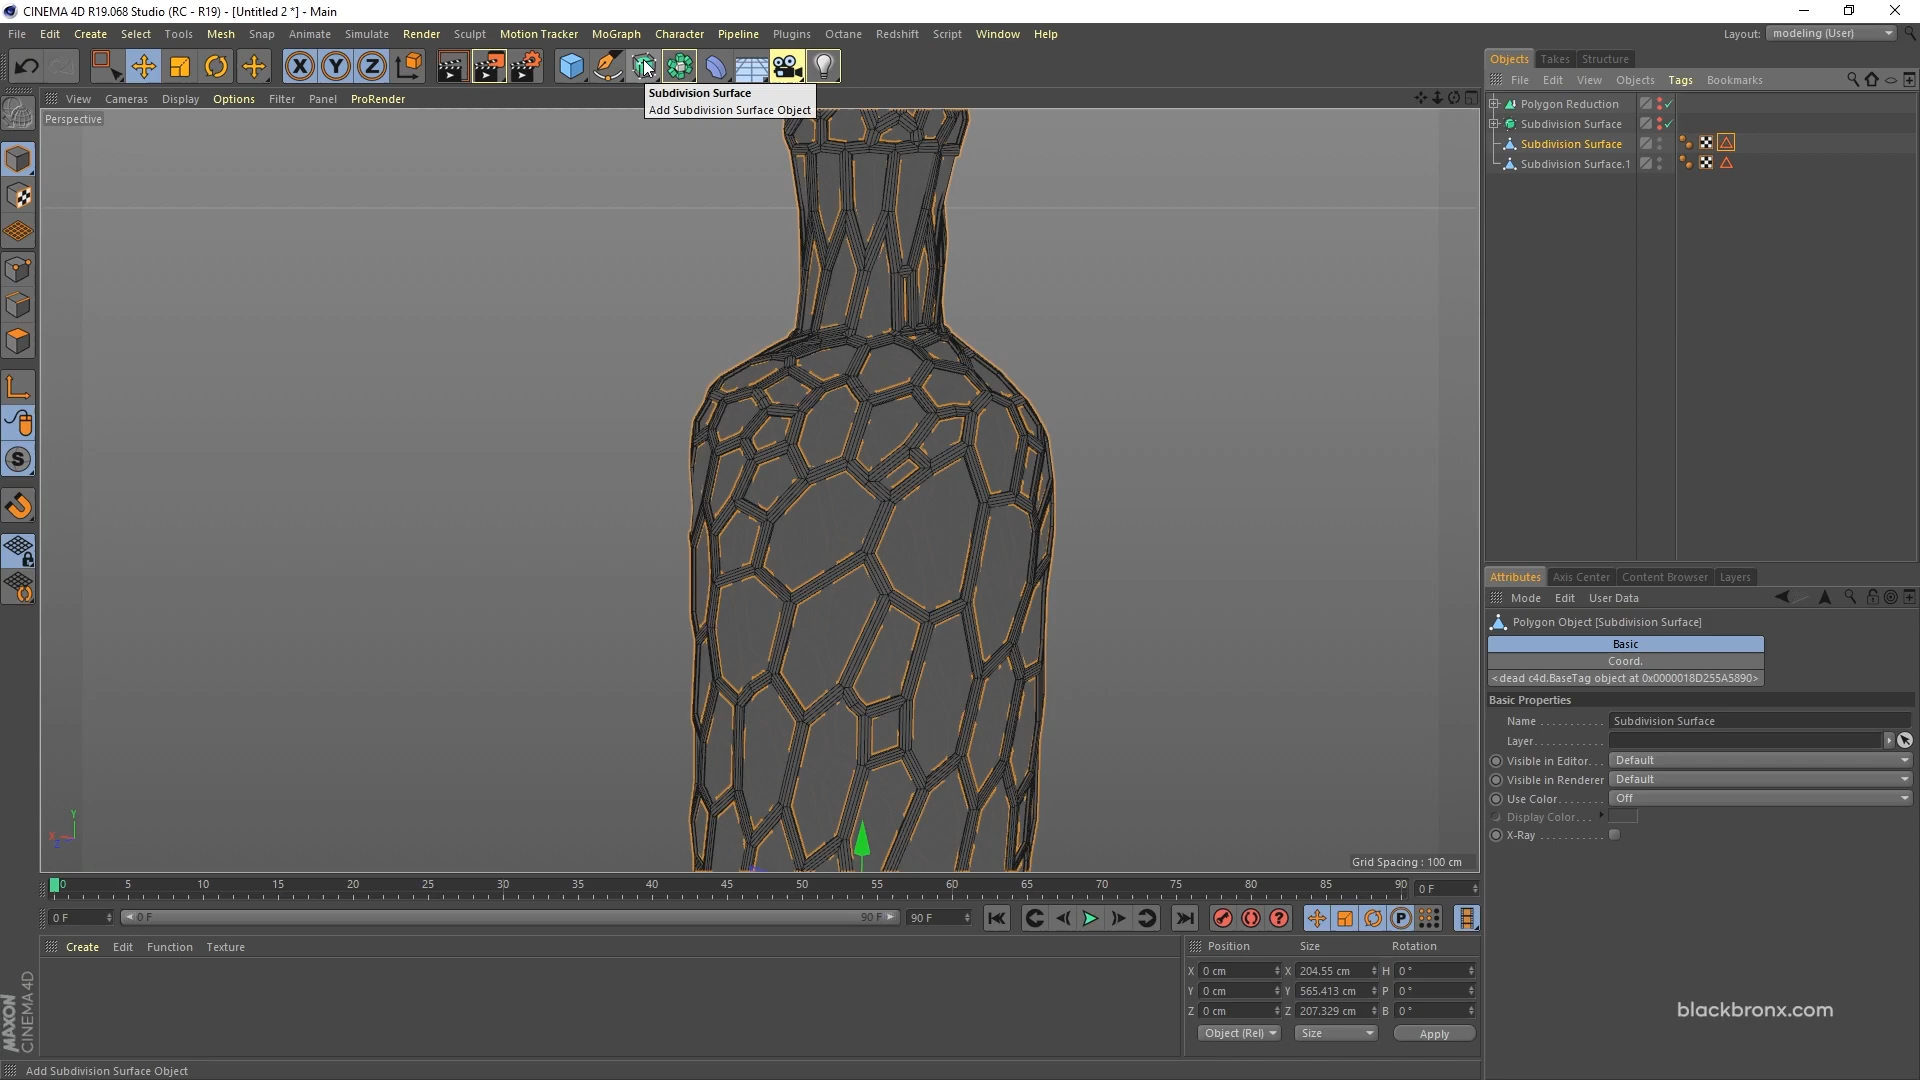 CINEMA 4D R19.068 Studio (RC - R19) - [Untitled 2 *] - Main
File Edit Create Select Tools Mesh Snap Animate Simulate Render Sculpt Motion Tracker MoGraph Character Pipeline Plugins Octane Redshift Script Window Help Layout: modeling (User)
X Y Z
Objects Takes Structure
File Edit View Objects Tags Bookmarks
View Cameras Display Options Filter Panel ProRender
Subdivision Surface
Add Subdivision Surface Object
Perspective
Polygon Reduction
Subdivision Surface
Subdivision Surface
Subdivision Surface.1
S
Attributes Axis Center Content Browser Layers
Mode Edit User Data
Polygon Object [Subdivision Surface]
Basic
Coord.
<dead c4d.BaseTag object at 0x0000018D255A5890>
Basic Properties
Name . . . . . . . . . . Subdivision Surface
Layer. . . . . . . . . . .
Visible in Editor. . . Default
Visible in Renderer Default
Use Color. . . . . . . . Off
Display Color. . .
X-Ray . . . . . . . . . .
Y
X
Z
Grid Spacing : 100 cm
0 5 10 15 20 25 30 35 40 45 50 55 60 65 70 75 80 85 90 0 F
0 F 0 F 90 F 90 F ? P
Create Edit Function Texture
Position Size Rotation
X 0 cm X 204.55 cm H 0 °
Y 0 cm Y 565.413 cm P 0 °
Z 0 cm Z 207.329 cm B 0 °
Object (Rel) Size Apply
MAXON
CINEMA 4D
blackbronx.com
Add Subdivision Surface Object